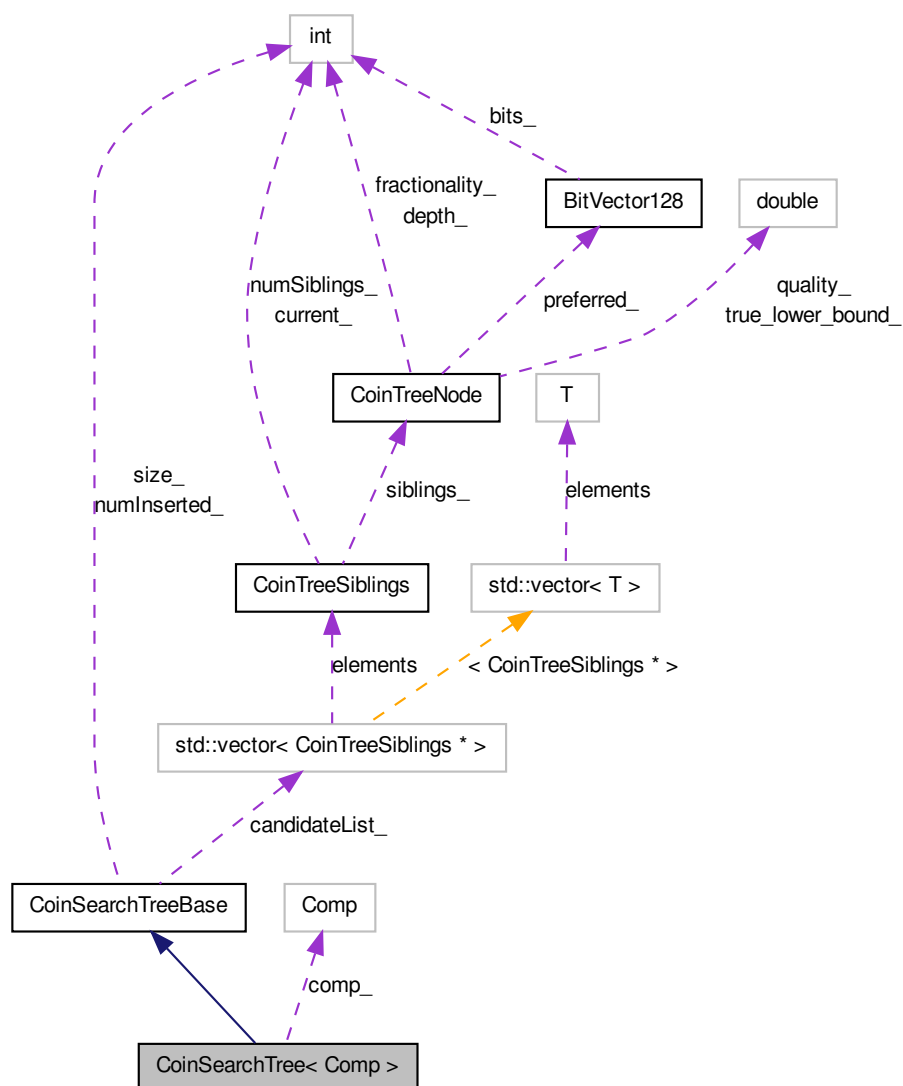 int
bits_
fractionality_
depth_
BitVector128
double
numSiblings_
current_
preferred_
quality_
true_lower_bound_
CoinTreeNode
T
size_
numInserted_
siblings_
elements
CoinTreeSiblings
std::vector< T >
elements
< CoinTreeSiblings * >
std::vector< CoinTreeSiblings * >
candidateList_
CoinSearchTreeBase
Comp
comp_
CoinSearchTree< Comp >